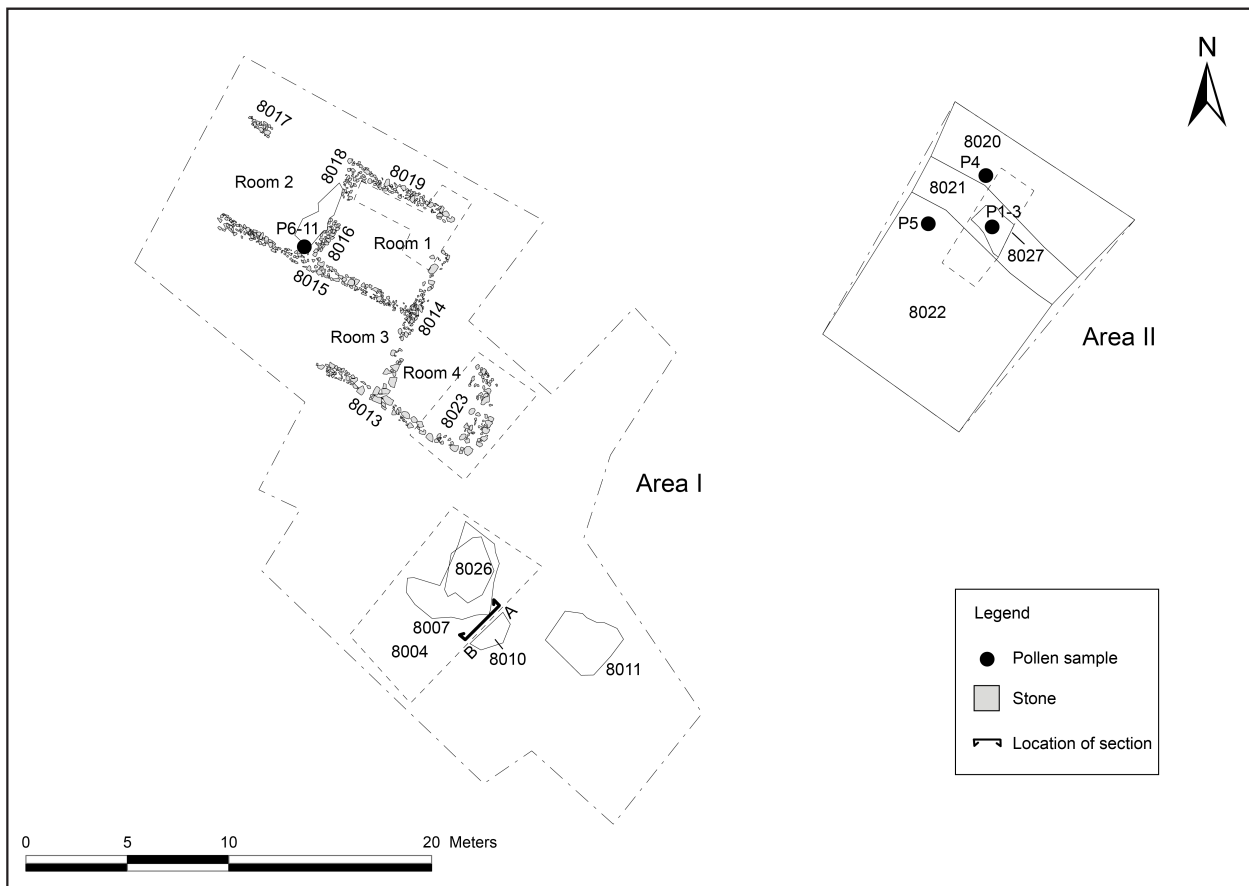 N
8017
8018
8019
Room 2
P6-11
8016
Room 1
8015
8014
Room 3
Room 4
8013
8023
Area I
8026
8007
A
8004
B
8010
8011
8020
P4
8021
P1-3
P5
8027
8022
Area II
Legend
Pollen sample
Stone
Location of section
0 5 10 20 Meters